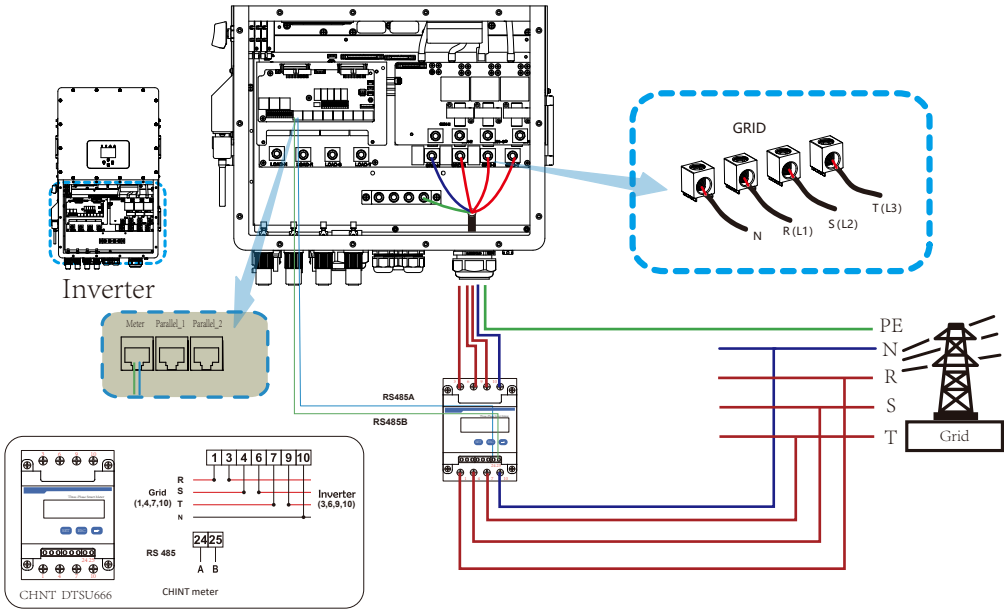 GRID
N
R (L1)
S (L2)
T (L3)
Inverter
Meter
Parallel_1
Parallel_2
PE
N
R
S
T
Grid
RS485A
RS485B
1 3 4 6 7 9 10
R
S
T
N
Grid
(1,4,7,10)
Inverter
(3,6,9,10)
RS 485
24 25
A B
CHINT meter
CHNT DTSU666